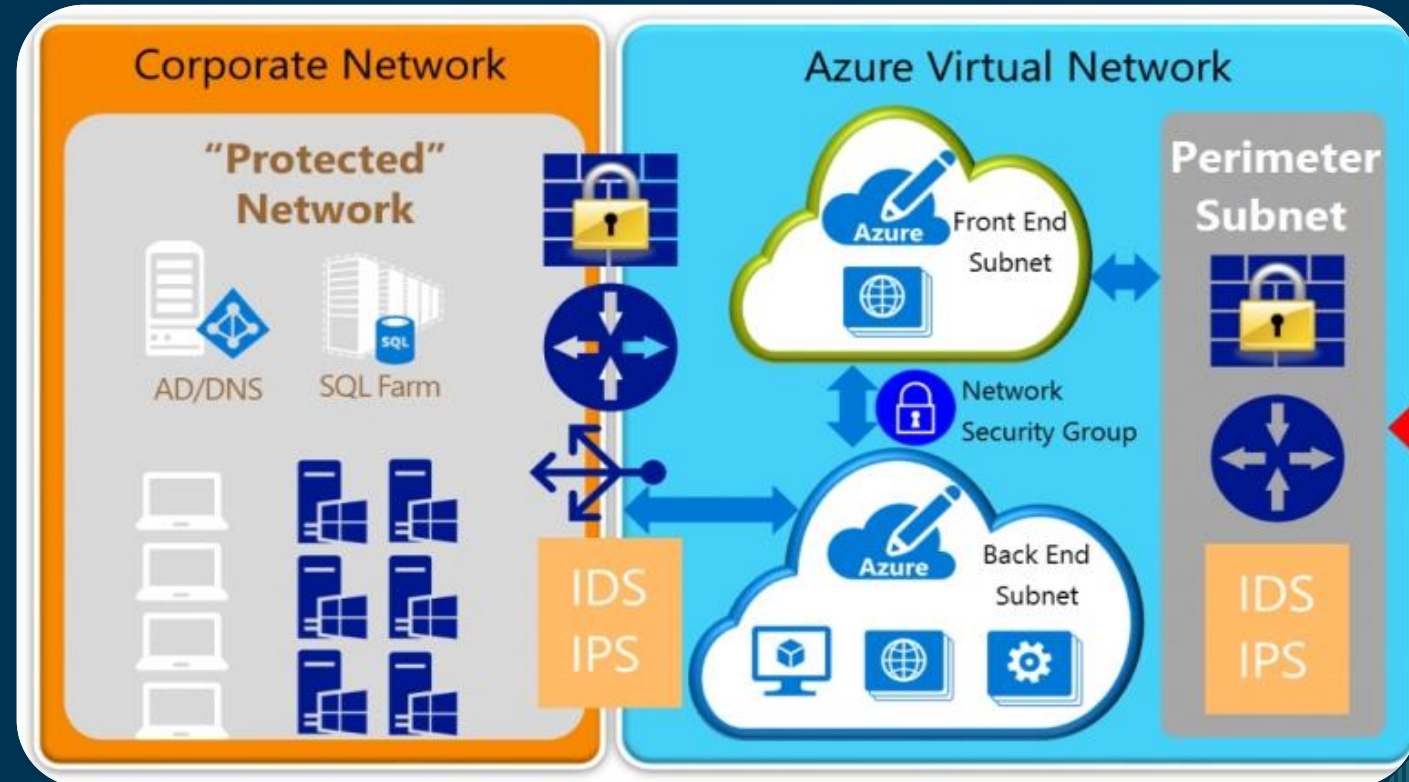 Corporate Network
“Protected”
Network
AD/DNS
SQL
SQL Farm
IDS
IPS
Azure Virtual Network
Azure
Front End
Subnet
Network
Security Group
Azure
Back End
Subnet
Perimeter
Subnet
IDS
IPS